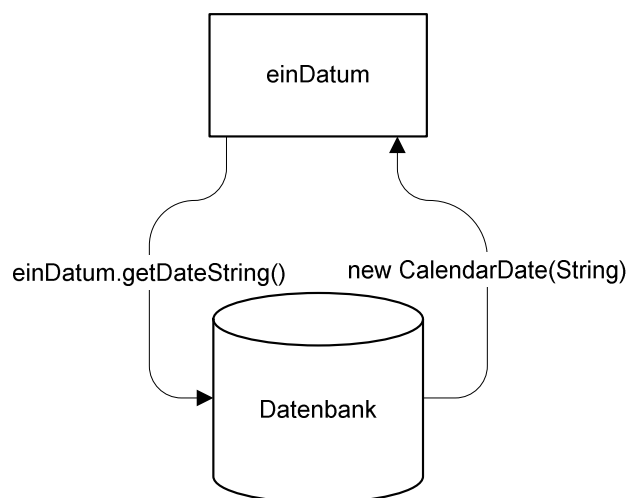 einDatum
einDatum.getDateString()
new CalendarDate(String)
Datenbank